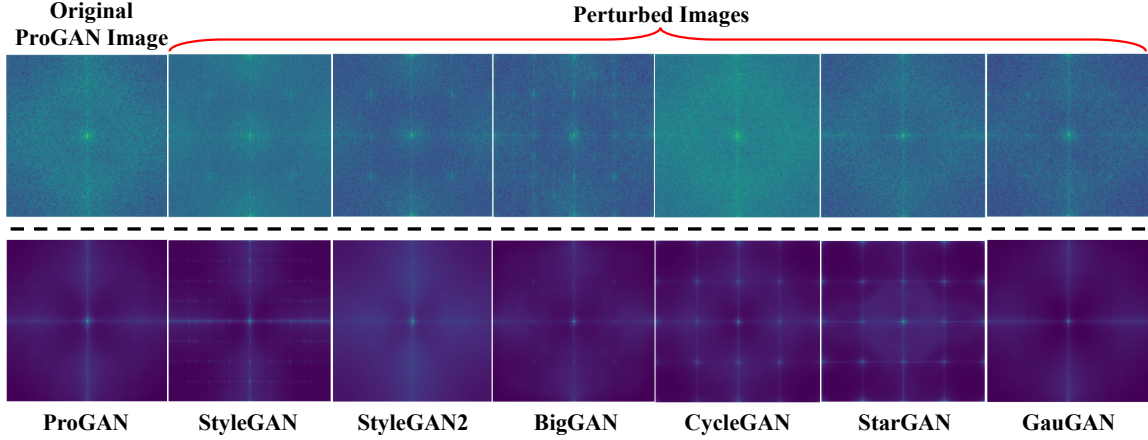 Original
ProGAN Image
Perturbed Images
ProGAN
StyleGAN
StyleGAN2
BigGAN
CycleGAN
StarGAN
GauGAN